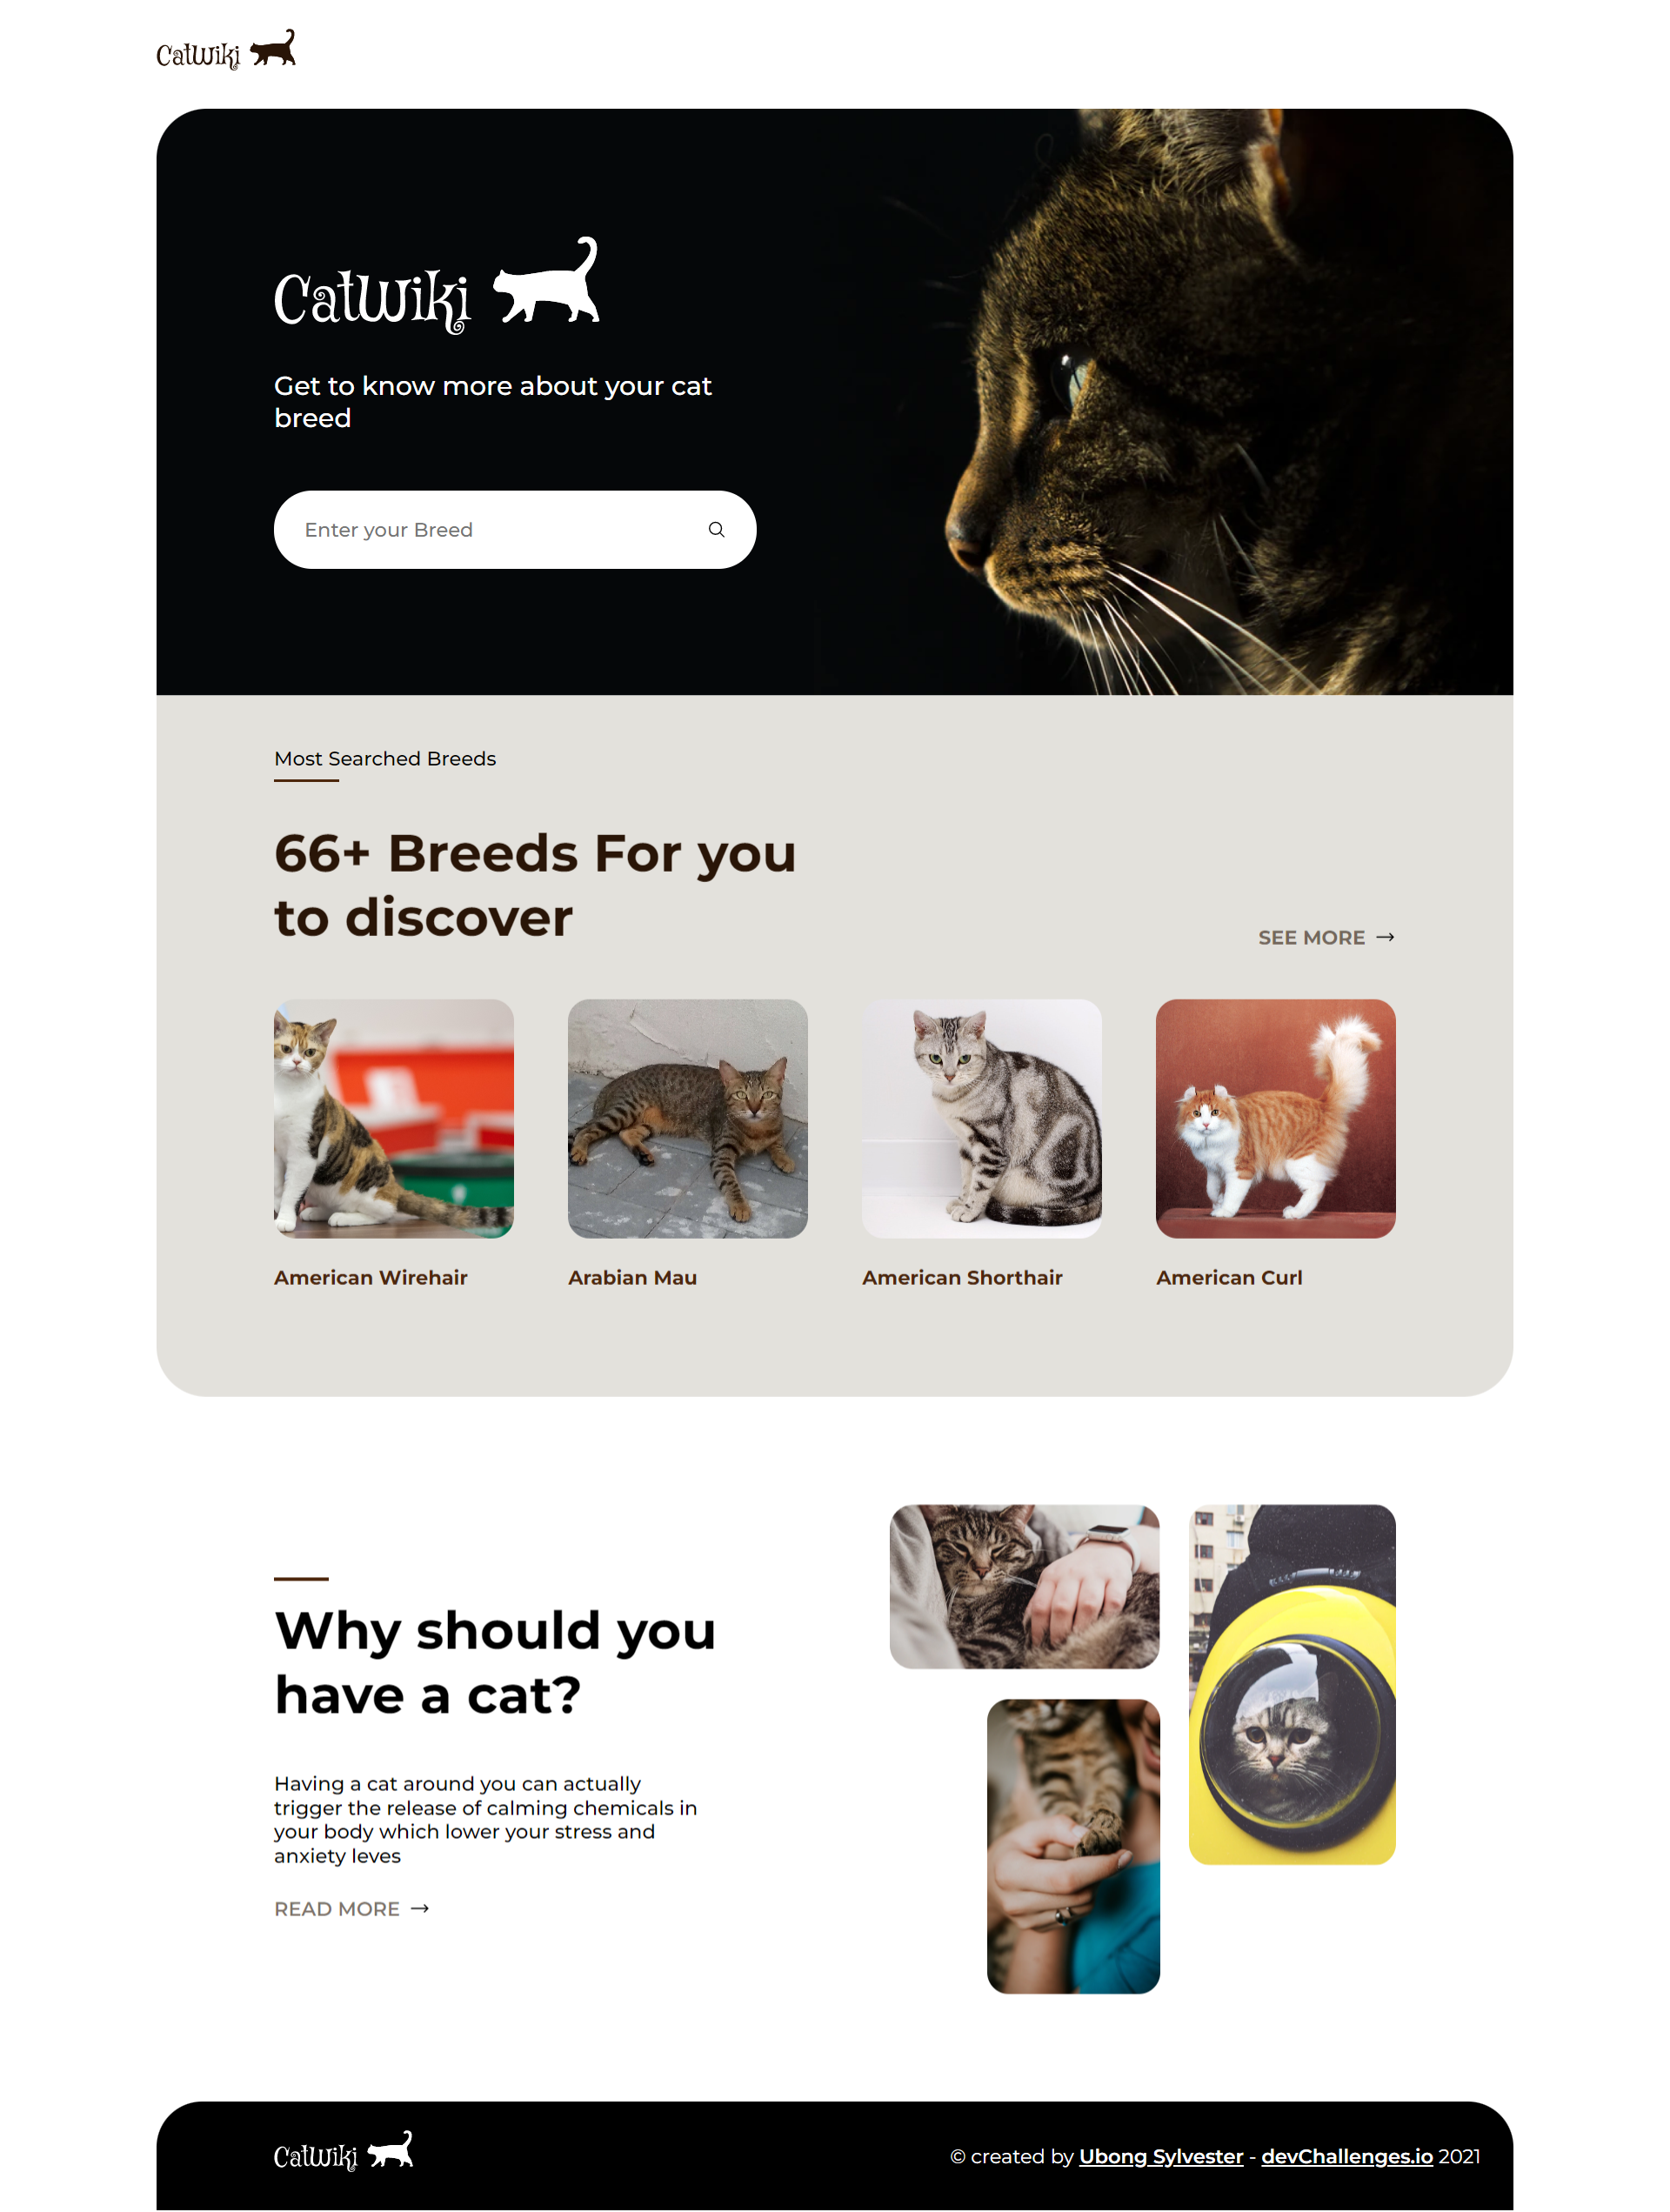 CatWiki
CatWiki
Get to know more about your cat
breed
Enter your Breed
Most Searched Breeds
66+ Breeds For you
to discover
SEE MORE
American Wirehair
Arabian Mau
American Shorthair
American Curl
Why should you
have a cat?
Having a cat around you can actually
trigger the release of calming chemicals in
your body which lower your stress and
anxiety leves
READ MORE
CatWiki
© created by Ubong Sylvester - devChallenges.io 2021